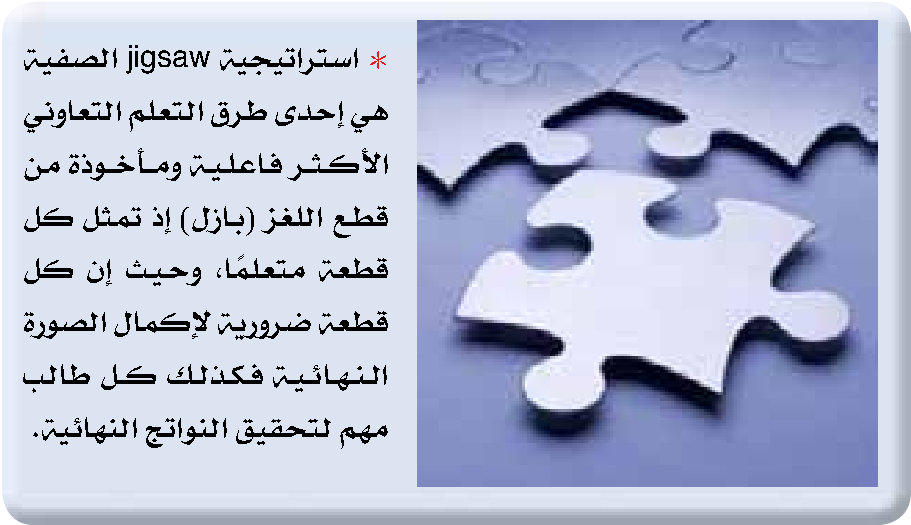 * استراتيجية jigsaw الصفية
هي إحدى طرق التعلم التعاوني
الأكثر فاعلية ومأخوذة من
قطع اللغز (بازل) إذ تمثل كل
قطعة متعلمًا، وحيث إن كل
قطعة ضرورية لإكمال الصورة
النهائية فكذلك كل طالب
مهم لتحقيق النواتج النهائية.